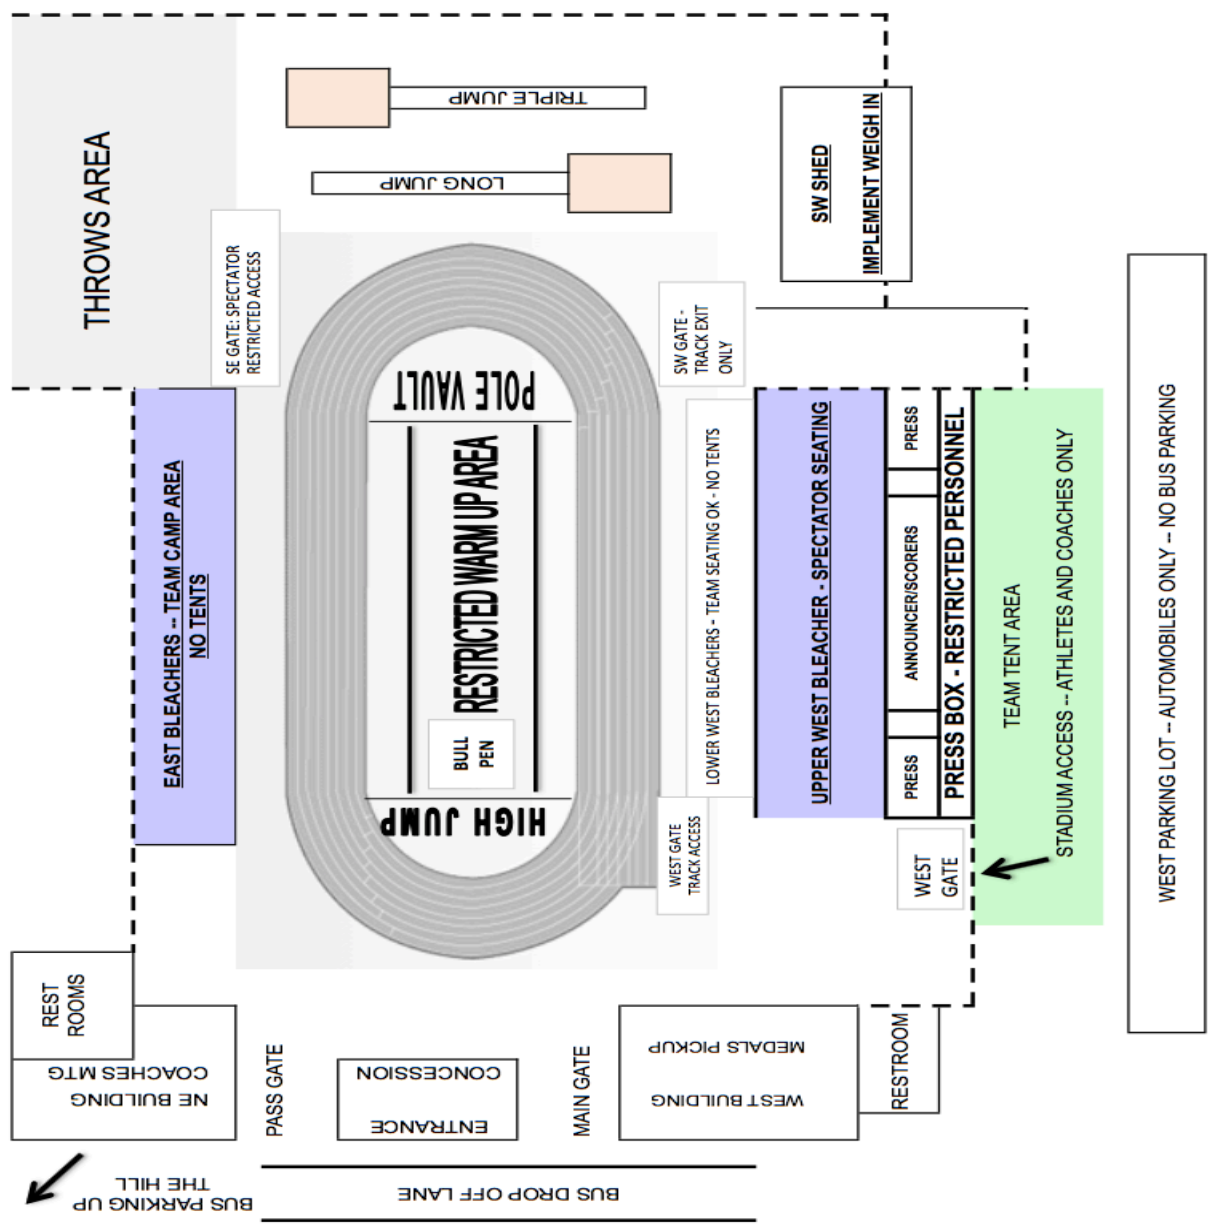 THROWS AREA
TRIPLE JUMP
LONG JUMP
SW SHED
IMPLEMENT WEIGH IN
SE GATE: SPECTATOR
RESTRICTED ACCESS
SW GATE -
TRACK EXIT
ONLY
POLE VAULT
RESTRICTED WARM UP AREA
BULL
PEN
HIGH JUMP
EAST BLEACHERS -- TEAM CAMP AREA
NO TENTS
LOWER WEST BLEACHERS - TEAM SEATING OK - NO TENTS
UPPER WEST BLEACHER - SPECTATOR SEATING
PRESS
ANNOUNCER/SCORERS
PRESS
PRESS BOX - RESTRICTED PERSONNEL
TEAM TENT AREA
STADIUM ACCESS -- ATHLETES AND COACHES ONLY
WEST PARKING LOT -- AUTOMOBILES ONLY -- NO BUS PARKING
WEST GATE
TRACK ACCESS
WEST
GATE
REST
ROOMS
NE BUILDING
COACHES MTG
PASS GATE
ENTRANCE
CONCESSION
MAIN GATE
WEST BUILDING
MEDALS PICKUP
RESTROOM
BUS PARKING UP
THE HILL
BUS DROP OFF LANE